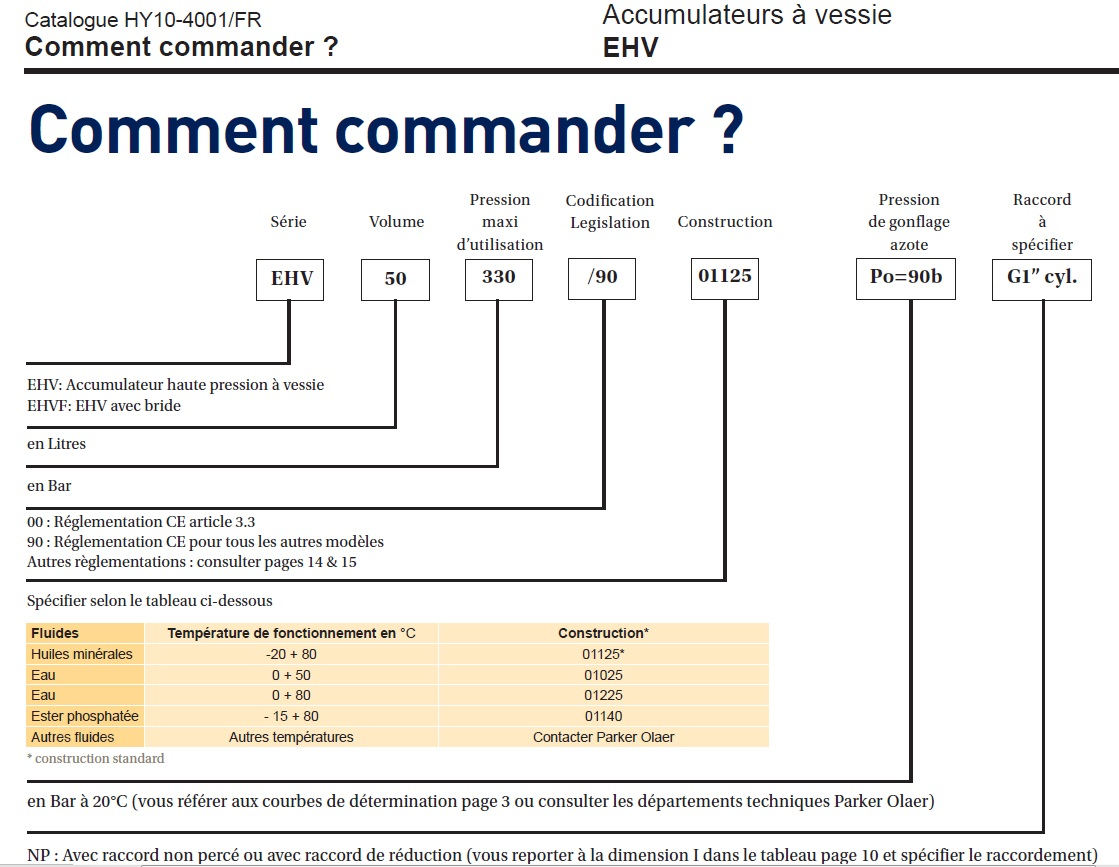 Catalogue HY10-4001/FR
Comment commander ?
Accumulateurs à vessie
EHV
Comment commander ?
Série
Volume
Pression
maxi
d'utilisation
Codification
Legislation
Construction
Pression
de gonflage
azote
Raccord
à
spécifier
EHV
50
330
/90
01125
Po=90b
G1” cyl.
EHV: Accumulateur haute pression à vessie
EHVF: EHV avec bride
en Litres
en Bar
00 : Réglementation CE article 3.3
90 : Réglementation CE pour tous les autres modèles
Autres règlementations : consulter pages 14 & 15
Spécifier selon le tableau ci-dessous
Fluides Température de fonctionnement en °C Construction*
Huiles minérales -20 + 80 01125*
Eau 0 + 50 01025
Eau 0 + 80 01225
Ester phosphatée - 15 + 80 01140
Autres fluides Autres températures Contacter Parker Olaer
* construction standard
en Bar à 20°C (vous référer aux courbes de détermination page 3 ou consulter les départements techniques Parker Olaer)
NP : Avec raccord non percé ou avec raccord de réduction (vous reporter à la dimension I dans le tableau page 10 et spécifier le raccordement)